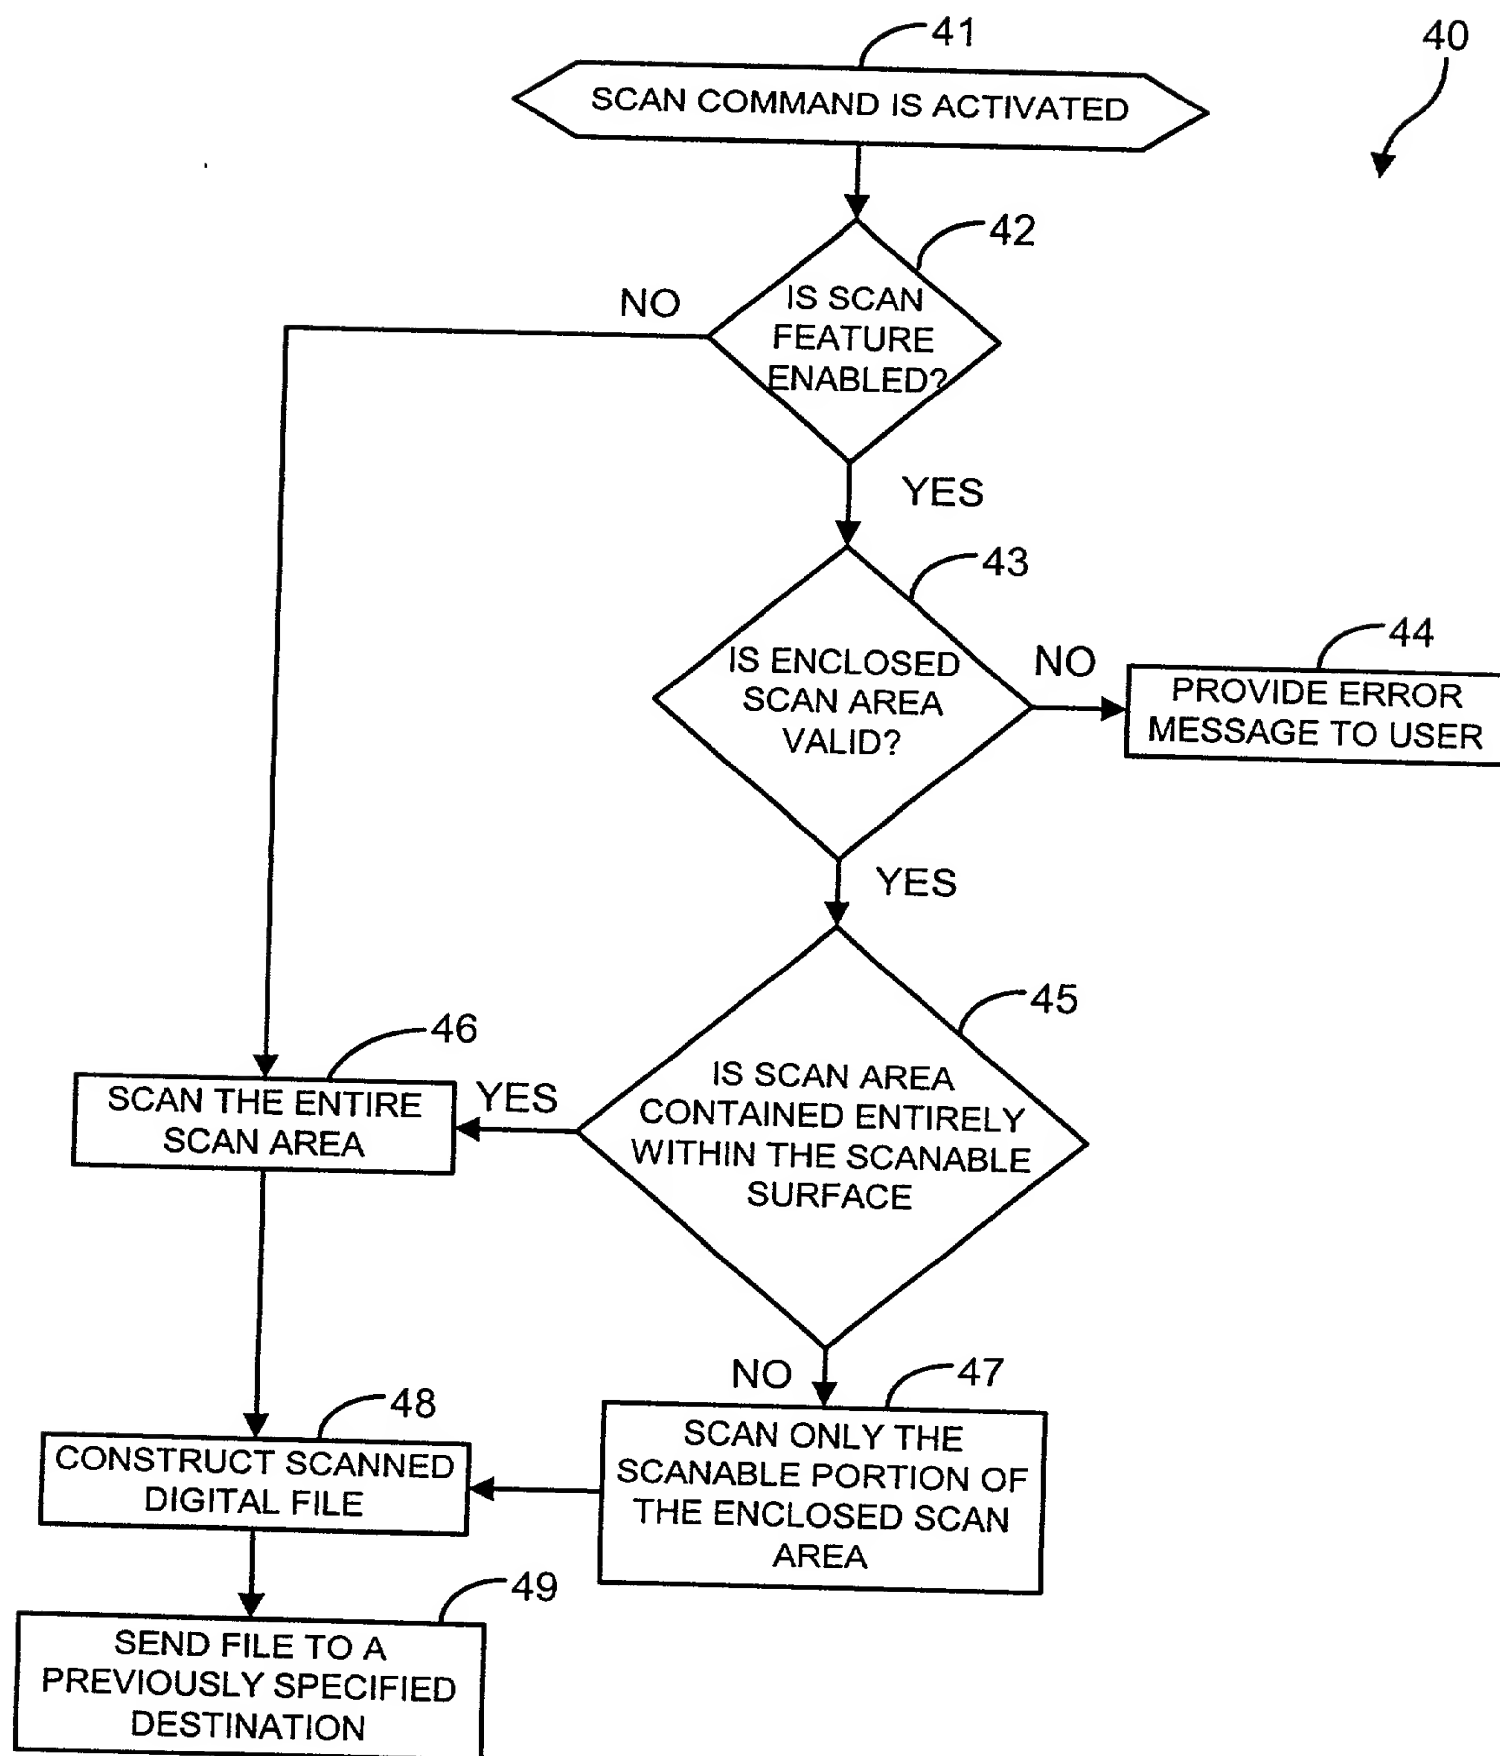 41
40
SCAN COMMAND IS ACTIVATED
42
NO
IS SCAN
FEATURE
ENABLED?
YES
43
IS ENCLOSED
SCAN AREA
VALID?
NO
44
PROVIDE ERROR
MESSAGE TO USER
YES
45
IS SCAN AREA
CONTAINED ENTIRELY
WITHIN THE SCANABLE
SURFACE
YES
46
SCAN THE ENTIRE
SCAN AREA
NO
47
SCAN ONLY THE
SCANABLE PORTION OF
THE ENCLOSED SCAN
AREA
48
CONSTRUCT SCANNED
DIGITAL FILE
49
SEND FILE TO A
PREVIOUSLY SPECIFIED
DESTINATION